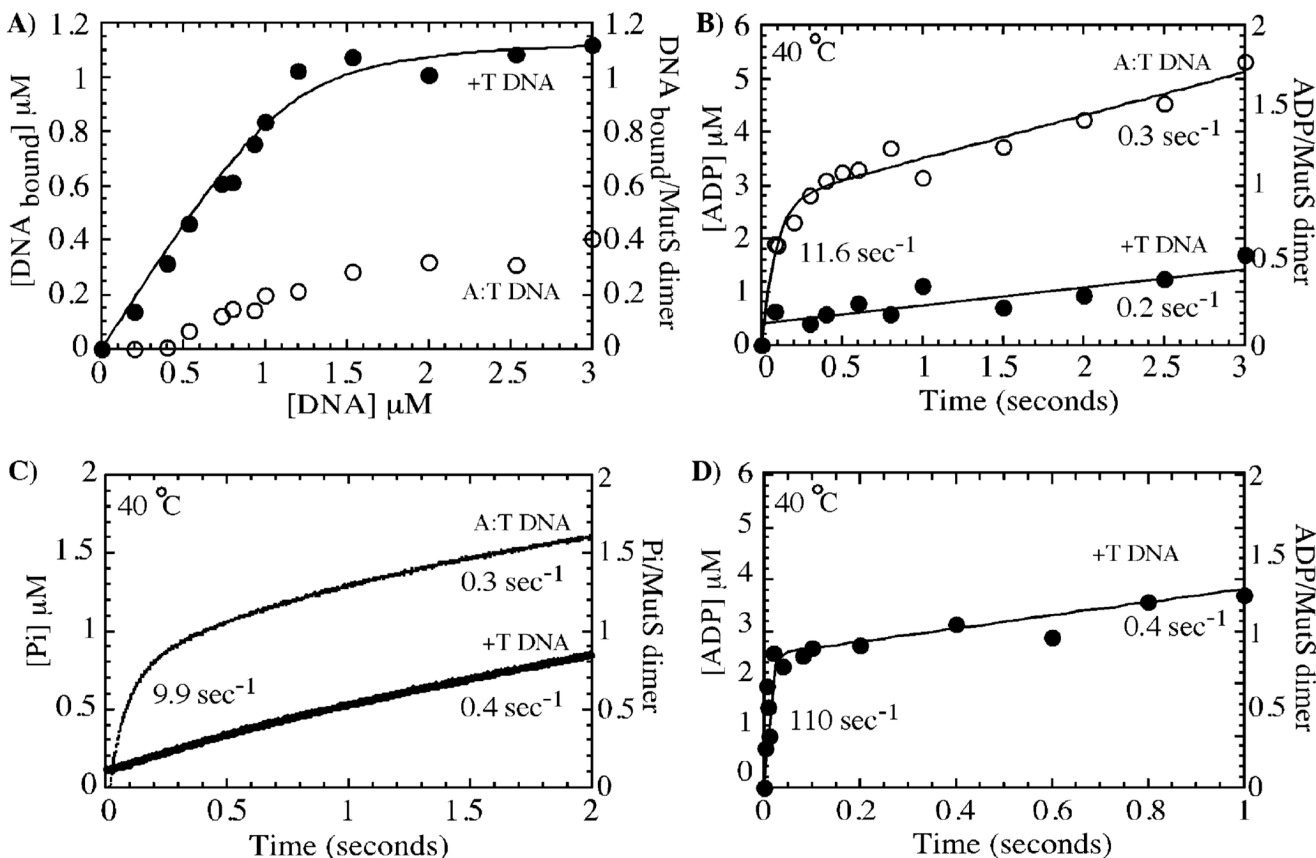 A)
[DNA bound] µM
1.2
1
0.8
0.6
0.4
0.2
0
+T DNA
A:T DNA
1.2
1
0.8
0.6
0.4
0.2
0
DNA bound/MutS dimer
0
0.5
1
1.5
2
2.5
3
[DNA] µM
B)
[ADP] µM
6
5
4
3
2
1
0
40 °C
A:T DNA
0.3 sec-1
11.6 sec-1
+T DNA
0.2 sec-1
2
1.5
1
0.5
0
ADP/MutS dimer
0
0.5
1
1.5
2
2.5
3
Time (seconds)
C)
[Pi] µM
2
1.5
1
0.5
0
40 °C
A:T DNA
0.3 sec-1
9.9 sec-1
+T DNA
0.4 sec-1
2
1.5
1
0.5
0
Pi/MutS dimer
0
0.5
1
1.5
2
Time (seconds)
D)
[ADP] µM
6
5
4
3
2
1
0
40 °C
+T DNA
0.4 sec-1
110 sec-1
2
1.5
1
0.5
0
ADP/MutS dimer
0
0.2
0.4
0.6
0.8
1
Time (seconds)